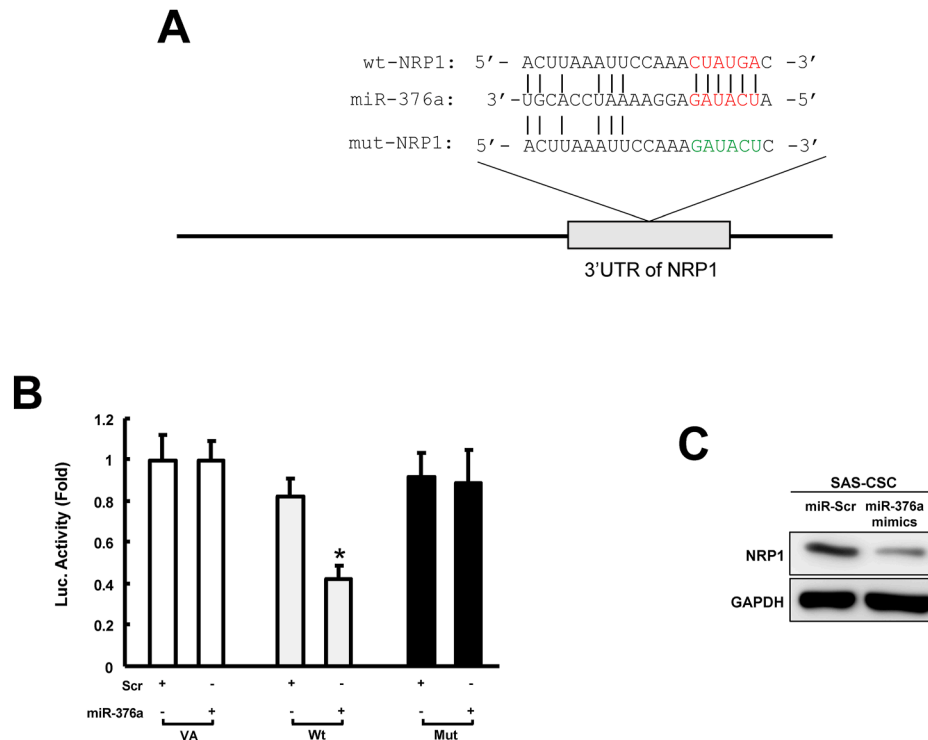 A
wt-NRP1: 5′- ACUUAAAUUCCAAACUAUGAC -3′
miR-376a: 3′-UGCACCUAAAAGGAGAUACUA -5′
mut-NRP1: 5′- ACUUAAAUUCCAAAGAUACUC -3′
3′UTR of NRP1
B
Luc. Activity (Fold)
1.2
1
0.8
0.6
0.4
0.2
0
*
Scr + - + - + -
miR-376a - + - + - +
VA Wt Mut
C
SAS-CSC
miR-Scr miR-376a mimics
NRP1
GAPDH